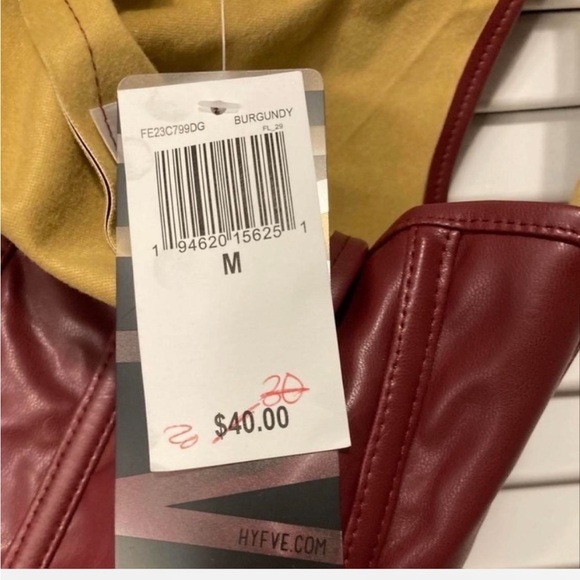 FE23C799DG BURGUNDY
FL_29
1 94620 15625 1
M
30
20 $40.00
HYFVE.COM